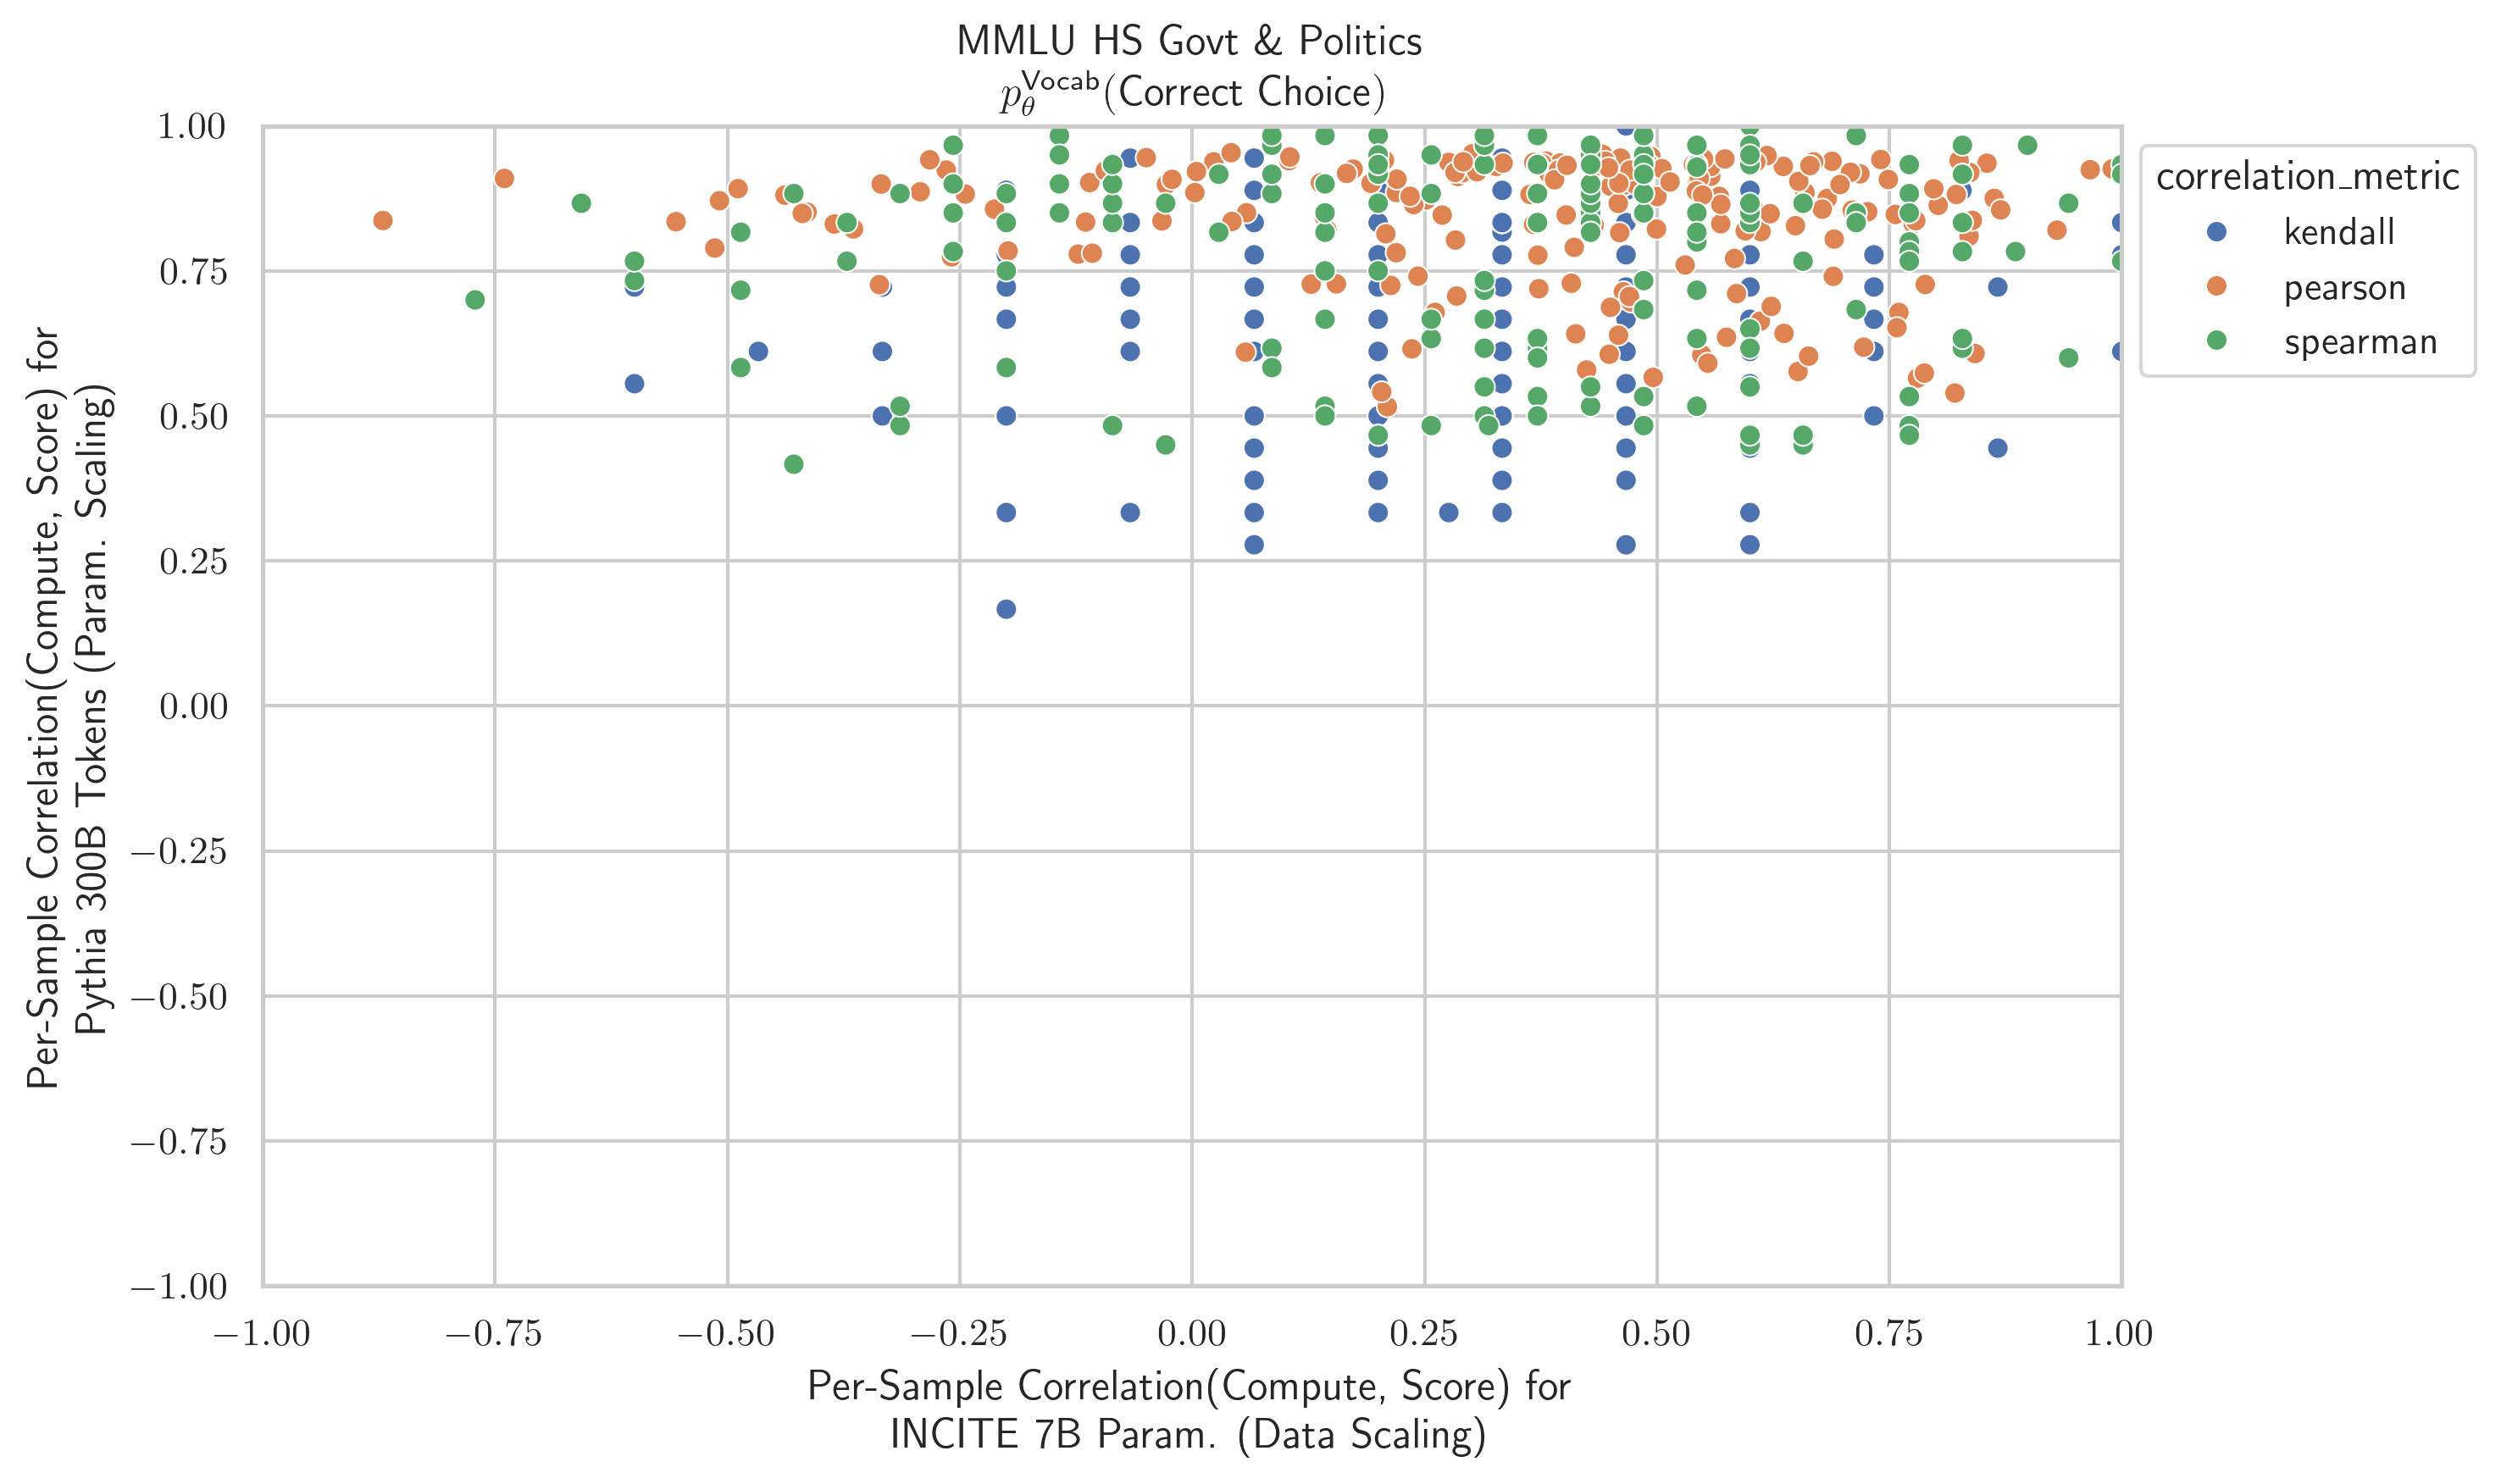 MMLU HS Govt & Politics
p_θ^Vocab(Correct Choice)
Per-Sample Correlation(Compute, Score) for
Pythia 300B Tokens (Param. Scaling)
1.00
0.75
0.50
0.25
0.00
−0.25
−0.50
−0.75
−1.00
−1.00 −0.75 −0.50 −0.25 0.00 0.25 0.50 0.75 1.00
Per-Sample Correlation(Compute, Score) for
INCITE 7B Param. (Data Scaling)
correlation_metric
kendall
pearson
spearman